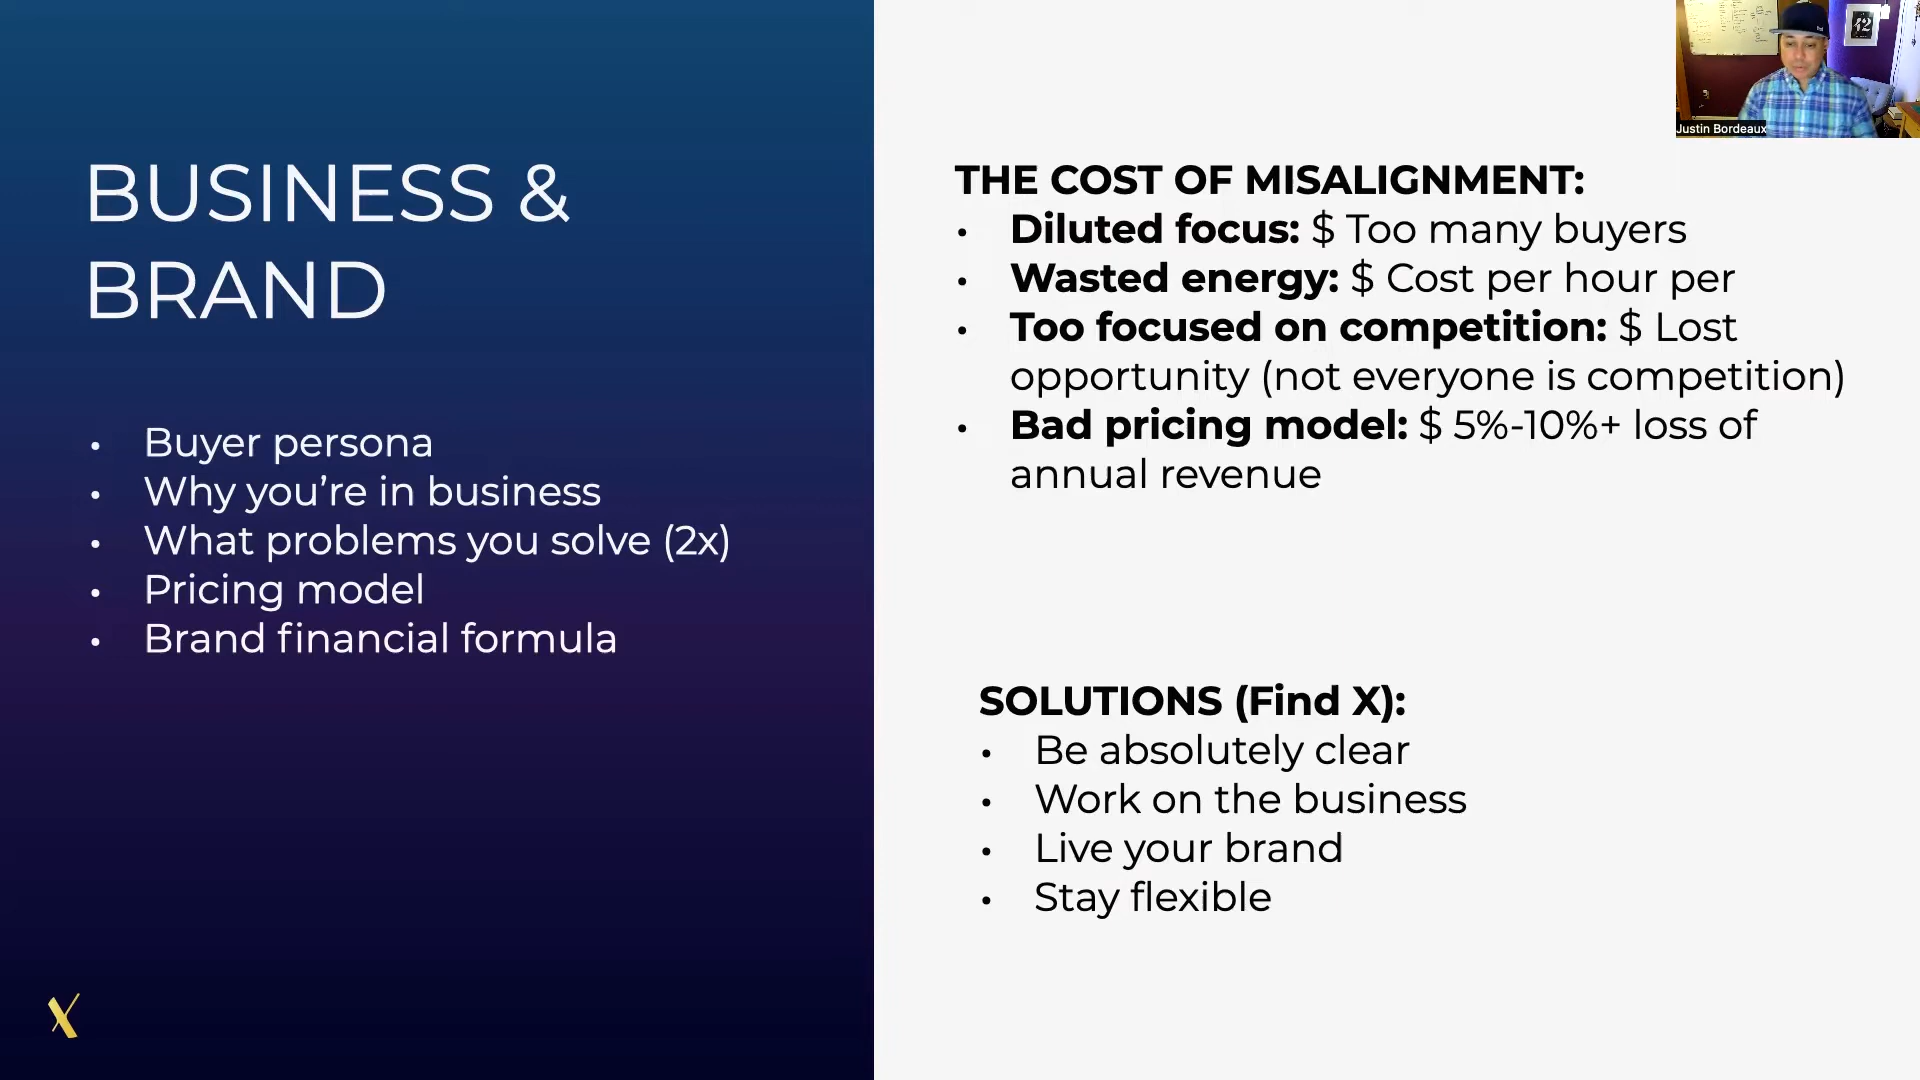 BUSINESS &
BRAND
• Buyer persona
• Why you’re in business
• What problems you solve (2x)
• Pricing model
• Brand financial formula
X
THE COST OF MISALIGNMENT:
• Diluted focus: $ Too many buyers
• Wasted energy: $ Cost per hour per
• Too focused on competition: $ Lost
opportunity (not everyone is competition)
• Bad pricing model: $ 5%-10%+ loss of
annual revenue
SOLUTIONS (Find X):
• Be absolutely clear
• Work on the business
• Live your brand
• Stay flexible
42
Justin Bordeaux